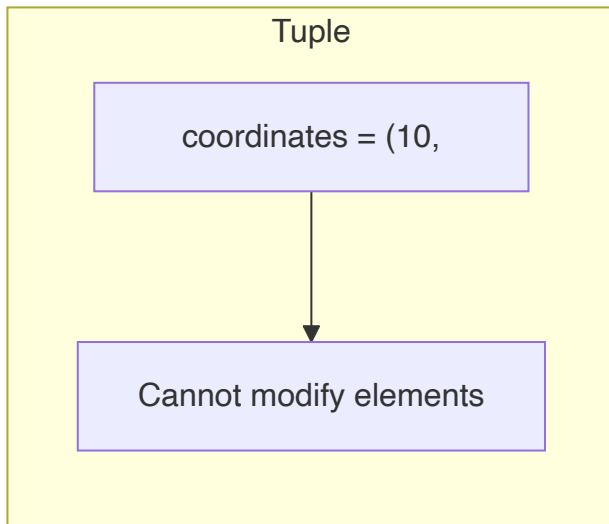 Tuple
coordinates = (10,
Cannot modify elements